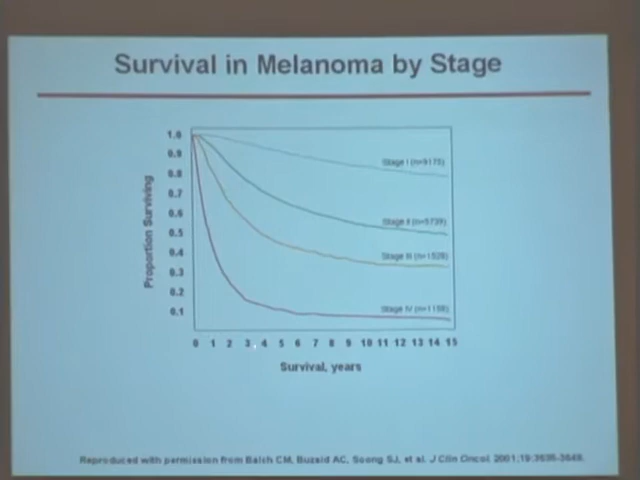 Survival in Melanoma by Stage
Proportion Surviving
1.0
0.9
0.8
0.7
0.6
0.5
0.4
0.3
0.2
0.1
Stage I (n=9175)
Stage II (n=5739)
Stage III (n=1528)
Stage IV (n=1158)
0 1 2 3 4 5 6 7 8 9 10 11 12 13 14 15
Survival, years
Reproduced with permission from Balch CM, Buzaid AC, Soong SJ, et al. J Clin Oncol. 2001;19:3635-3648.